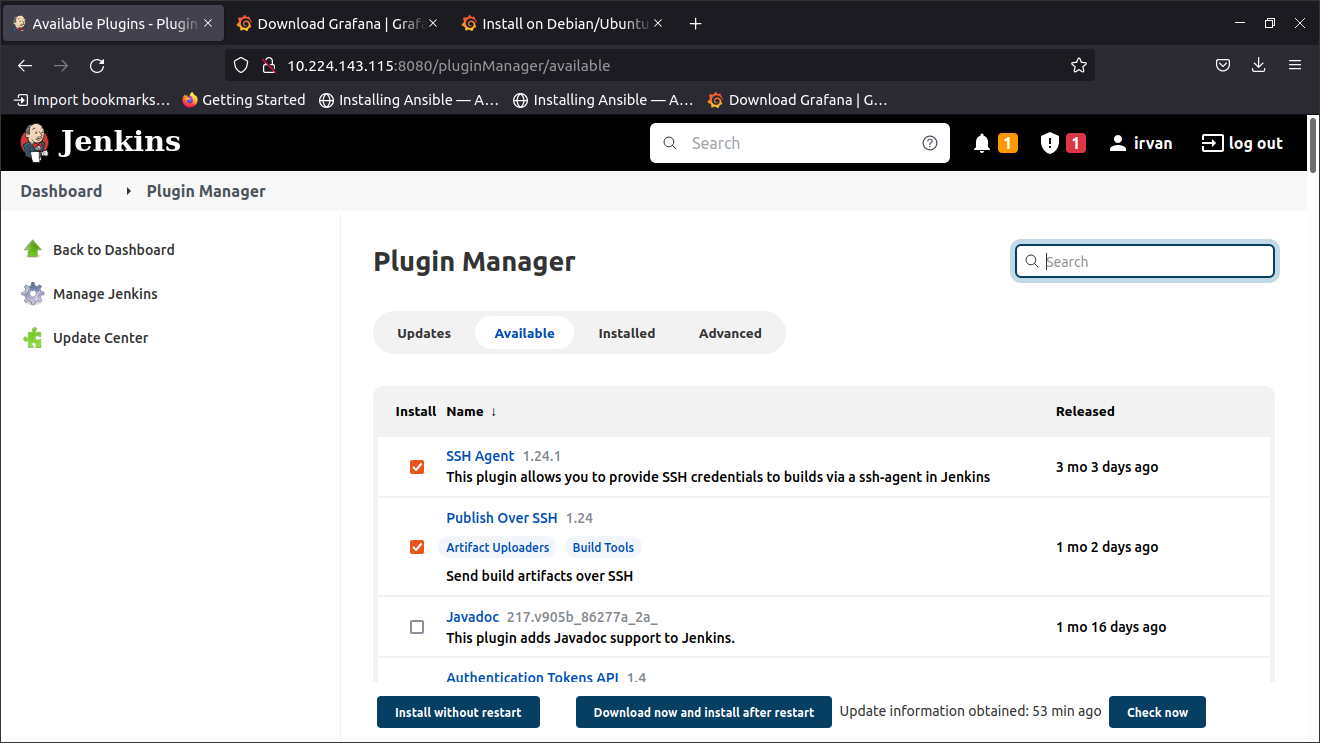 Available Plugins - Plugin
Download Grafana | Grafa
Install on Debian/Ubuntu
10.224.143.115:8080/pluginManager/available
Import bookmarks…
Getting Started
Installing Ansible — A…
Installing Ansible — A…
Download Grafana | G…
Jenkins
Search
1
1
irvan
log out
Dashboard
Plugin Manager
Back to Dashboard
Manage Jenkins
Update Center
Plugin Manager
Search
Updates
Available
Installed
Advanced
Install Name ↓ Released
SSH Agent 1.24.1
This plugin allows you to provide SSH credentials to builds via a ssh-agent in Jenkins
3 mo 3 days ago
Publish Over SSH 1.24
Artifact Uploaders Build Tools
Send build artifacts over SSH
1 mo 2 days ago
Javadoc 217.v905b_86277a_2a_
This plugin adds Javadoc support to Jenkins.
1 mo 16 days ago
Authentication Tokens API 1.4
Install without restart
Download now and install after restart
Update information obtained: 53 min ago
Check now